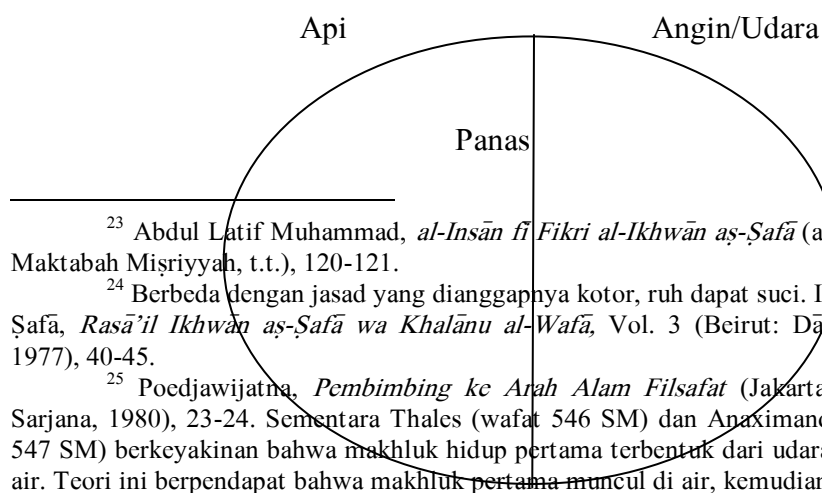 Api Angin/Udara
Panas
23 Abdul Latif Muhammad, al-Insān fī Fikri al-Ikhwān aṣ-Ṣafā (a
Maktabah Miṣriyyah, t.t.), 120-121.
24 Berbeda dengan jasad yang dianggapnya kotor, ruh dapat suci. I
Ṣafā, Rasā’il Ikhwān aṣ-Ṣafā wa Khalānu al-Wafā, Vol. 3 (Beirut: Dā
1977), 40-45.
25 Poedjawijatna, Pembimbing ke Arah Alam Filsafat (Jakarta
Sarjana, 1980), 23-24. Sementara Thales (wafat 546 SM) dan Anaximand
547 SM) berkeyakinan bahwa makhluk hidup pertama terbentuk dari udara
air. Teori ini berpendapat bahwa makhluk pertama muncul di air, kemudian